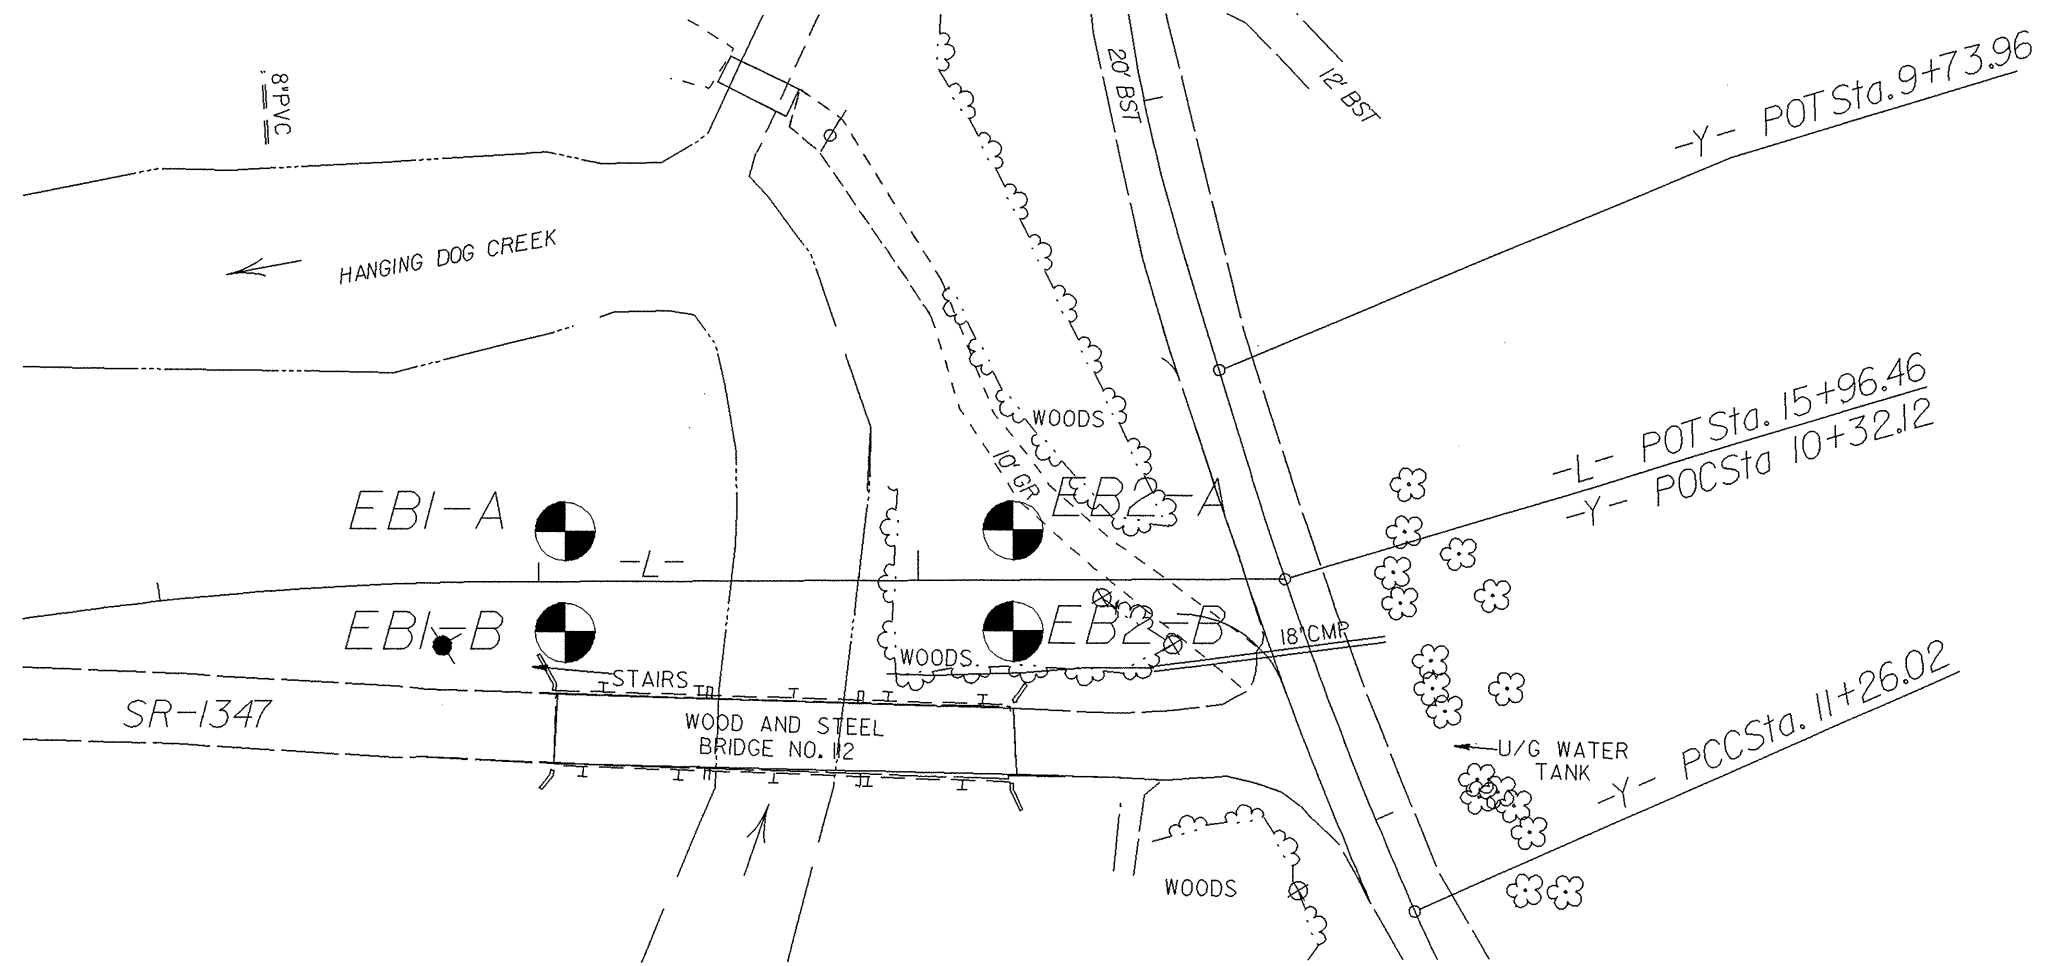 8"PVC
20' BST
12' BST
-Y- POT Sta. 9+73.96
HANGING DOG CREEK
WOODS
-L- POT Sta. 15+96.46
-Y- POC Sta 10+32.12
10' GR
EB1-A
EB2-A
-L-
EB1-B
EB2-B
18"CMP
WOODS
STAIRS
SR-1347
WOOD AND STEEL
BRIDGE NO. 112
-Y- PCC Sta. 11+26.02
U/G WATER
TANK
WOODS